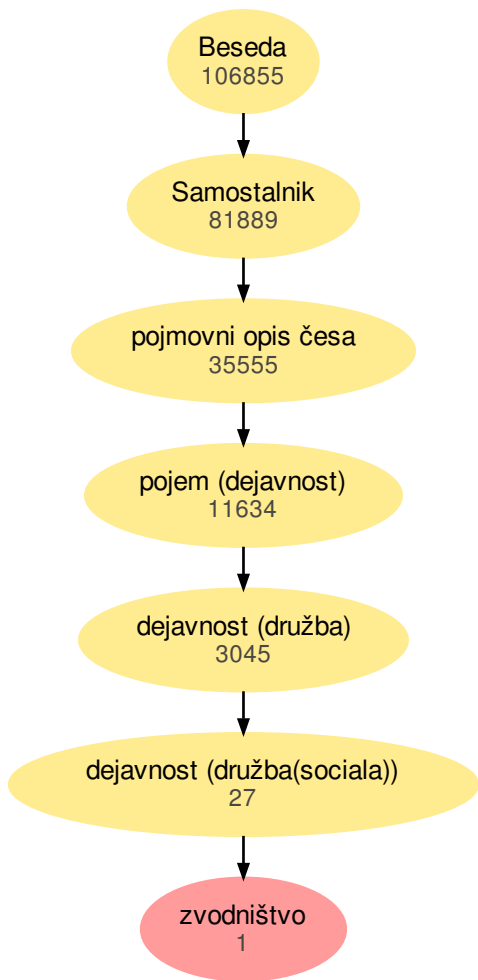 Beseda
106855
Samostalnik
81889
pojmovni opis česa
35555
pojem (dejavnost)
11634
dejavnost (družba)
3045
dejavnost (družba(sociala))
27
zvodništvo
1